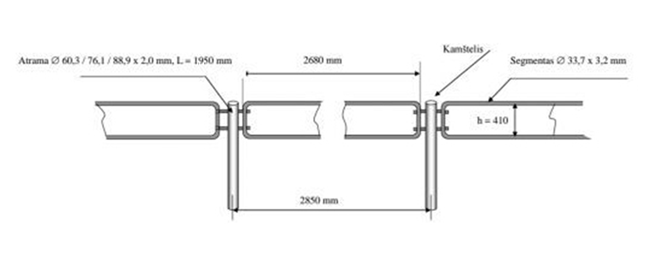 Kamštelis
Atrama ∅ 60,3 / 76,1 / 88,9 x 2,0 mm, L = 1950 mm
2680 mm
Segmentas ∅ 33,7 x 3,2 mm
h = 410
2850 mm